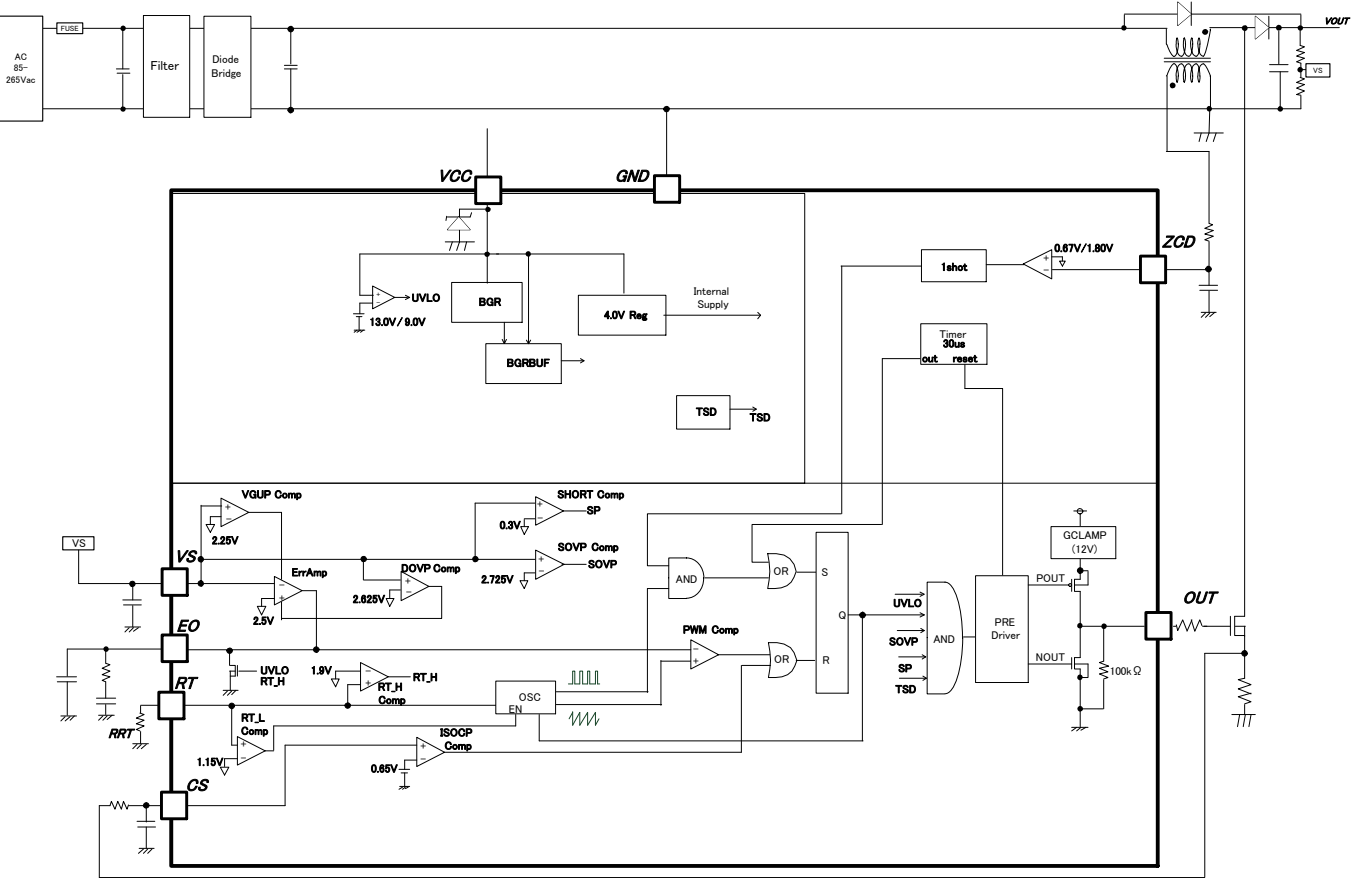 AC
85-
265Vac
FUSE
Filter
Diode
Bridge
VOUT
VS
VCC
GND
ZCD
0.67V/1.80V
+
-
1shot
+
-
UVLO
13.0V / 9.0V
BGR
BGRBUF
4.0V Reg
Internal
Supply
TSD
TSD
Timer
30us
out reset
VGUP Comp
+
-
2.25V
SHORT Comp
+
-
SP
0.3V
SOVP Comp
+
-
SOVP
2.725V
VS
VS
ErrAmp
-
+
2.5V
DOVP Comp
+
-
2.625V
EO
UVLO
RT_H
1.9V
-
+
RT_H
RT_H
Comp
RT
RRT
RT_L
Comp
+
-
1.15V
OSC
EN
ISOCP
Comp
+
-
0.65V
CS
PWM Comp
-
+
AND
OR
OR
S
Q
R
UVLO
SOVP
SP
TSD
AND
PRE
Driver
GCLAMP
(12V)
POUT
NOUT
100kΩ
OUT